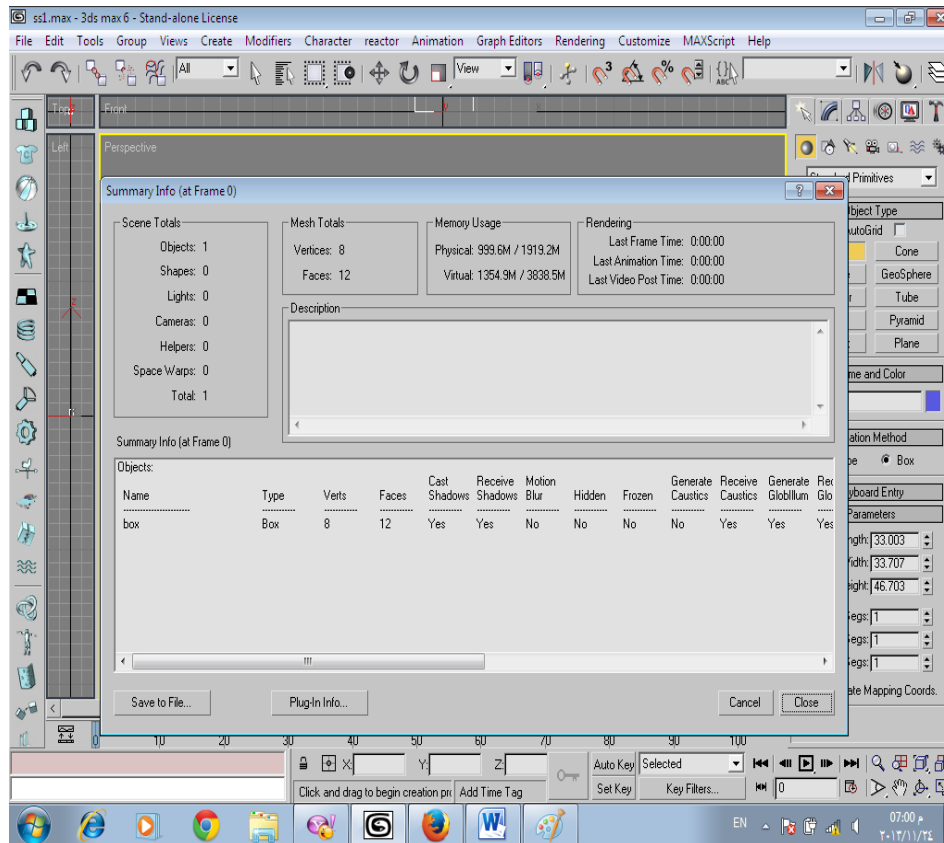 ss1.max - 3ds max 6 - Stand-alone License
File Edit Tools Group Views Create Modifiers Character reactor Animation Graph Editors Rendering Customize MAXScript Help
All
View
3
%
ABC
Top
Front
Left
Perspective
Primitives
Object Type
AutoGrid
Cone
GeoSphere
Tube
Pyramid
Plane
me and Color
ation Method
Box
yboard Entry
Parameters
ngth: 33.003
idth: 33.707
eight: 46.703
egs: 1
egs: 1
egs: 1
ate Mapping Coords.
Summary Info (at Frame 0)
Scene Totals
Objects: 1
Shapes: 0
Lights: 0
Cameras: 0
Helpers: 0
Space Warps: 0
Total: 1
Mesh Totals
Vertices: 8
Faces: 12
Memory Usage
Physical: 999.6M / 1919.2M
Virtual: 1354.9M / 3838.5M
Rendering
Last Frame Time: 0:00:00
Last Animation Time: 0:00:00
Last Video Post Time: 0:00:00
Description
Summary Info (at Frame 0)
Objects:
Cast Receive Motion Generate Receive Generate Rec
Name Type Verts Faces Shadows Shadows Blur Hidden Frozen Caustics Caustics GlobIllum Glo
box Box 8 12 Yes Yes No No No No Yes Yes Yes
Save to File...
Plug-In Info...
Cancel
Close
10 20 30 40 50 60 70 80 90 100
X: Y: Z:
Auto Key Selected
Click and drag to begin creation pro Add Time Tag
Set Key Key Filters... 0
EN
07:00 م
٢٠١٣/١١/٢٤